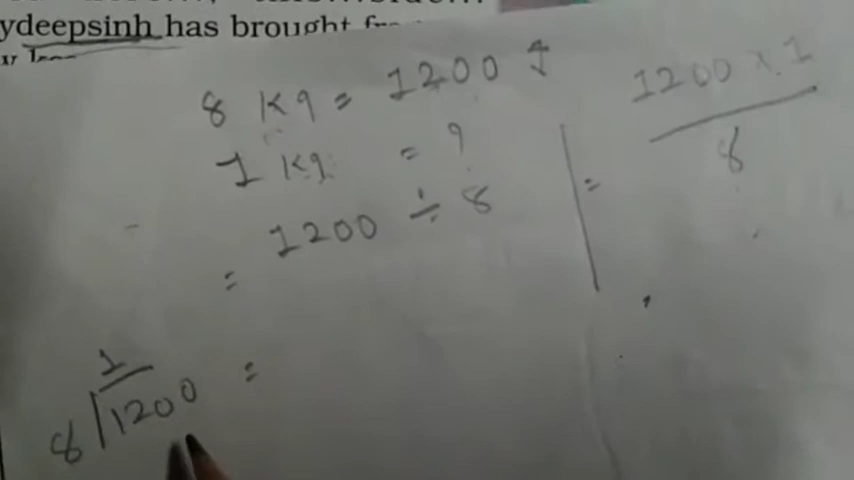 ydeepsinh has brought
8 Kg = 1200 ₹
1 Kg = ?
= 1200 ÷ 8
=
1200 × 1
= 8
1
8 1200